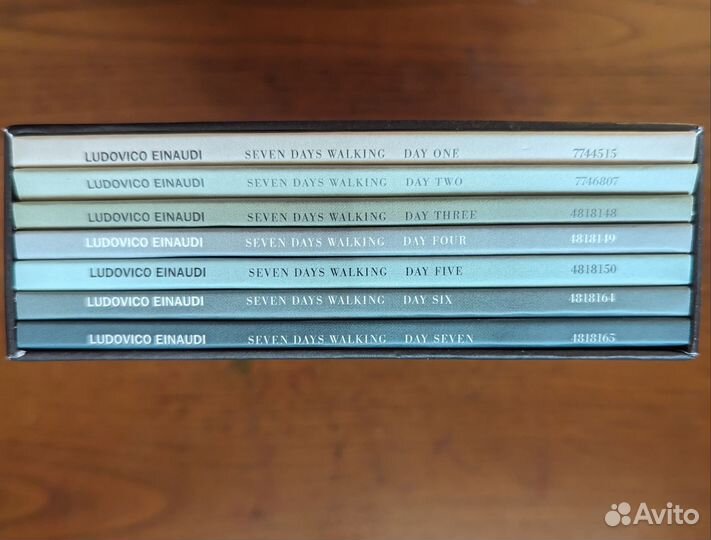 LUDOVICO EINAUDI SEVEN DAYS WALKING DAY ONE 7744515
LUDOVICO EINAUDI SEVEN DAYS WALKING DAY TWO 7746807
LUDOVICO EINAUDI SEVEN DAYS WALKING DAY THREE 4818148
LUDOVICO EINAUDI SEVEN DAYS WALKING DAY FOUR 4818149
LUDOVICO EINAUDI SEVEN DAYS WALKING DAY FIVE 4818150
LUDOVICO EINAUDI SEVEN DAYS WALKING DAY SIX 4818164
LUDOVICO EINAUDI SEVEN DAYS WALKING DAY SEVEN 4818165
Avito